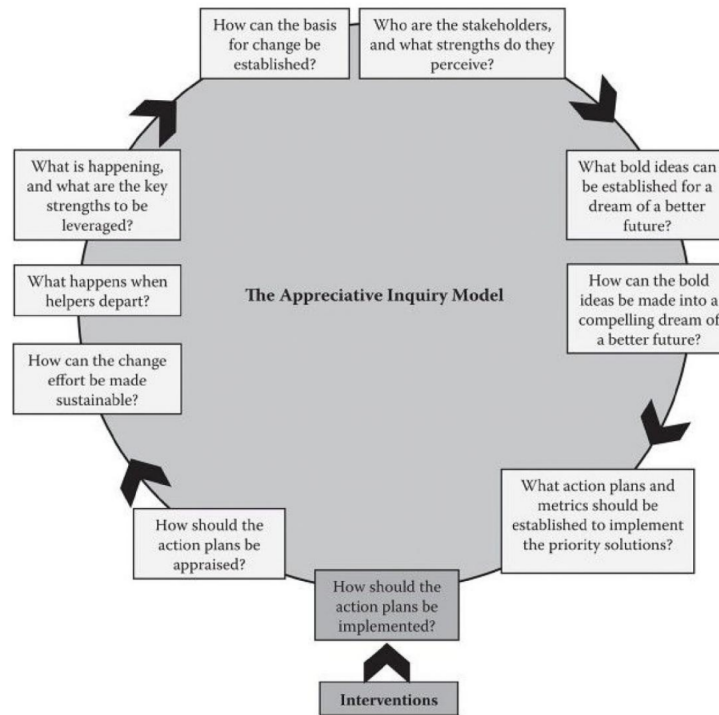 How can the basis
for change be
established?
Who are the stakeholders,
and what strengths do they
perceive?
What is happening,
and what are the key
strengths to be
leveraged?
What bold ideas can
be established for a
dream of a better
future?
What happens when
helpers depart?
The Appreciative Inquiry Model
How can the bold
ideas be made into a
compelling dream of
a better future?
How can the change
effort be made
sustainable?
What action plans and
metrics should be
established to implement
the priority solutions?
How should the
action plans be
appraised?
How should the
action plans be
implemented?
Interventions